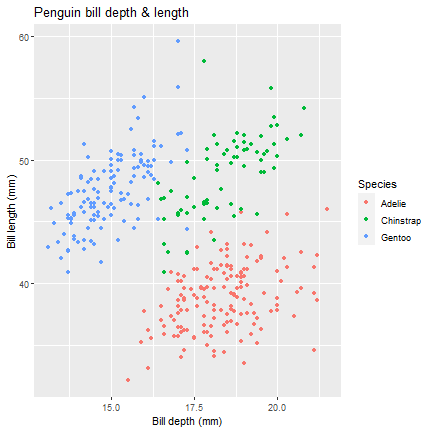 Penguin bill depth & length
60
50
40
Bill length (mm)
15.0 17.5 20.0
Bill depth (mm)
Species
Adelie
Chinstrap
Gentoo